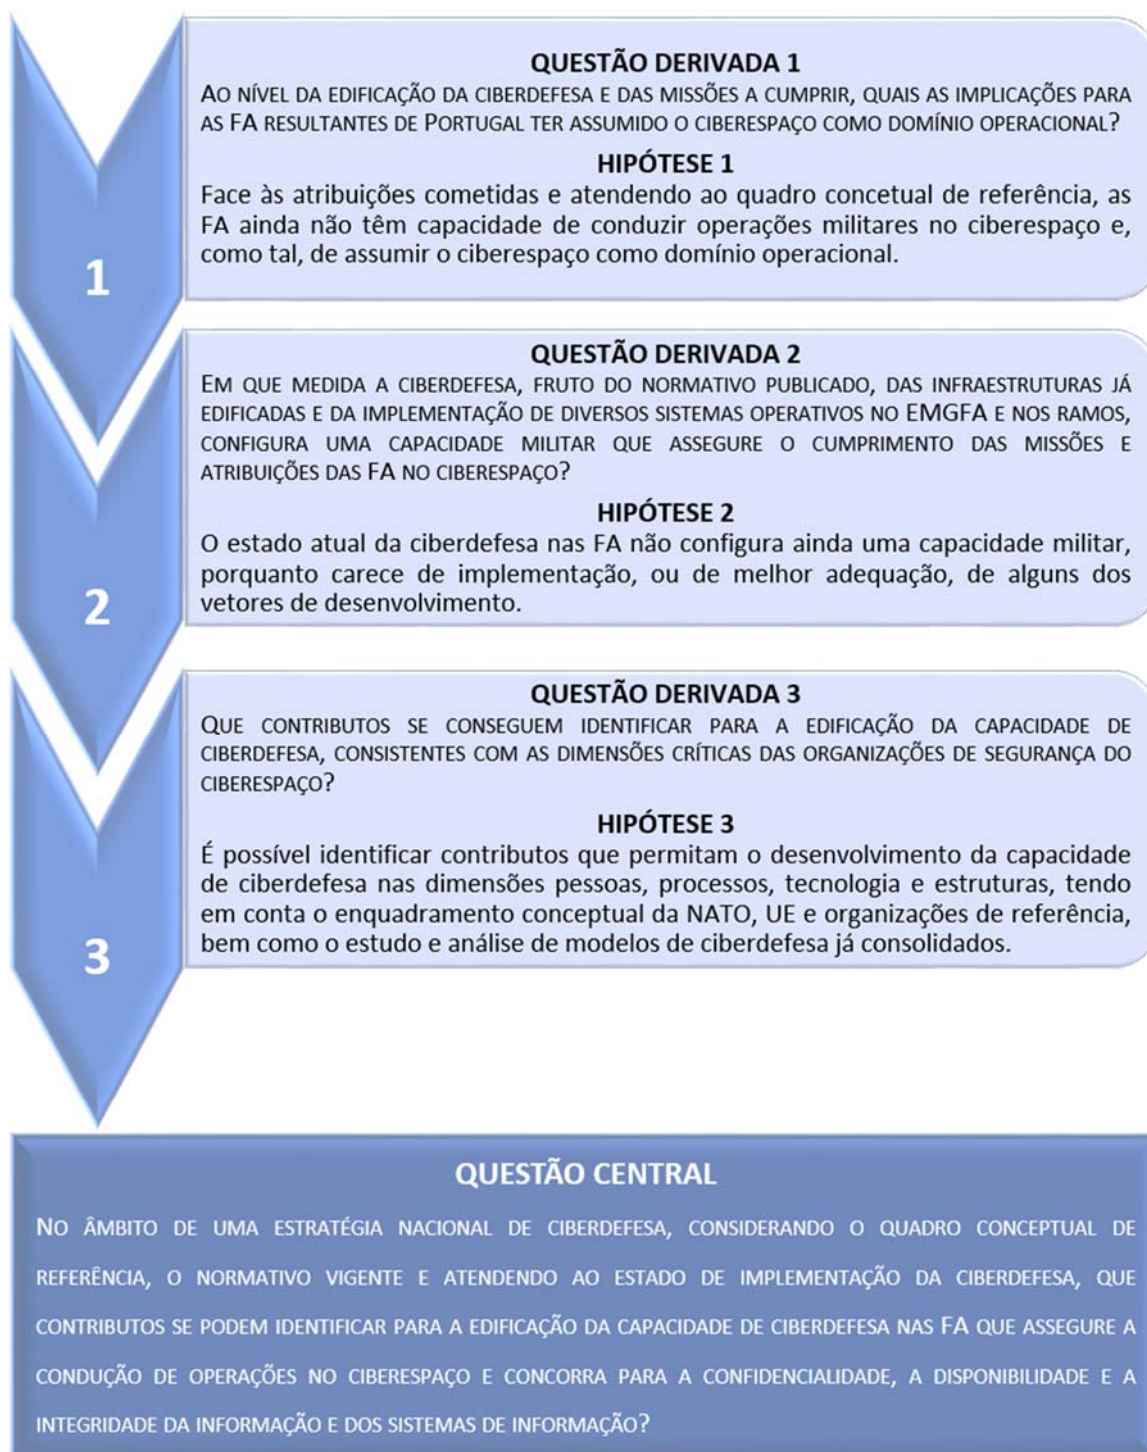 1
QUESTÃO DERIVADA 1
AO NÍVEL DA EDIFICAÇÃO DA CIBERDEFESA E DAS MISSÕES A CUMPRIR, QUAIS AS IMPLICAÇÕES PARA
AS FA RESULTANTES DE PORTUGAL TER ASSUMIDO O CIBERESPAÇO COMO DOMÍNIO OPERACIONAL?
HIPÓTESE 1
Face às atribuições cometidas e atendendo ao quadro concetual de referência, as
FA ainda não têm capacidade de conduzir operações militares no ciberespaço e,
como tal, de assumir o ciberespaço como domínio operacional.
2
QUESTÃO DERIVADA 2
EM QUE MEDIDA A CIBERDEFESA, FRUTO DO NORMATIVO PUBLICADO, DAS INFRAESTRUTURAS JÁ
EDIFICADAS E DA IMPLEMENTAÇÃO DE DIVERSOS SISTEMAS OPERATIVOS NO EMGFA E NOS RAMOS,
CONFIGURA UMA CAPACIDADE MILITAR QUE ASSEGURE O CUMPRIMENTO DAS MISSÕES E
ATRIBUIÇÕES DAS FA NO CIBERESPAÇO?
HIPÓTESE 2
O estado atual da ciberdefesa nas FA não configura ainda uma capacidade militar,
porquanto carece de implementação, ou de melhor adequação, de alguns dos
vetores de desenvolvimento.
3
QUESTÃO DERIVADA 3
QUE CONTRIBUTOS SE CONSEGUEM IDENTIFICAR PARA A EDIFICAÇÃO DA CAPACIDADE DE
CIBERDEFESA, CONSISTENTES COM AS DIMENSÕES CRÍTICAS DAS ORGANIZAÇÕES DE SEGURANÇA DO
CIBERESPAÇO?
HIPÓTESE 3
É possível identificar contributos que permitam o desenvolvimento da capacidade
de ciberdefesa nas dimensões pessoas, processos, tecnologia e estruturas, tendo
em conta o enquadramento conceptual da NATO, UE e organizações de referência,
bem como o estudo e análise de modelos de ciberdefesa já consolidados.
QUESTÃO CENTRAL
NO ÂMBITO DE UMA ESTRATÉGIA NACIONAL DE CIBERDEFESA, CONSIDERANDO O QUADRO CONCEPTUAL DE
REFERÊNCIA, O NORMATIVO VIGENTE E ATENDENDO AO ESTADO DE IMPLEMENTAÇÃO DA CIBERDEFESA, QUE
CONTRIBUTOS SE PODEM IDENTIFICAR PARA A EDIFICAÇÃO DA CAPACIDADE DE CIBERDEFESA NAS FA QUE ASSEGURE A
CONDUÇÃO DE OPERAÇÕES NO CIBERESPAÇO E CONCORRA PARA A CONFIDENCIALIDADE, A DISPONIBILIDADE E A
INTEGRIDADE DA INFORMAÇÃO E DOS SISTEMAS DE INFORMAÇÃO?